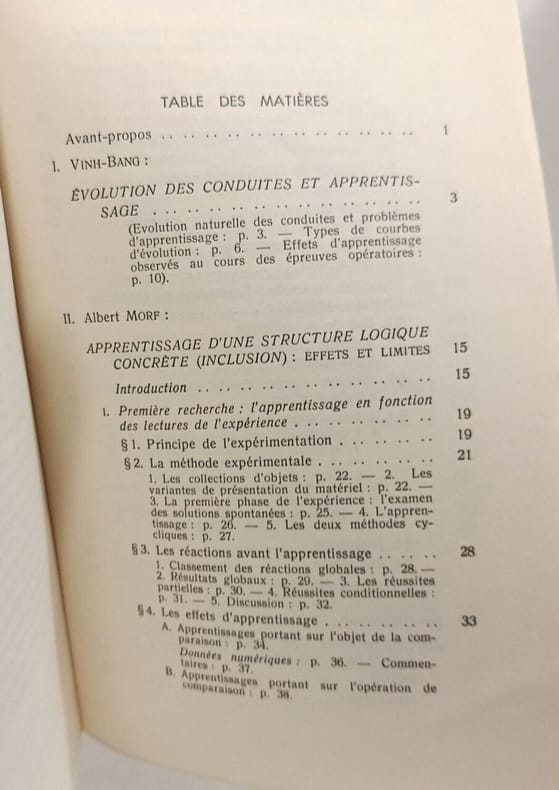 TABLE DES MATIÈRES
Avant-propos .. .. .. .. .. .. .. .. .. .. .. .. .. 1
I. VINH-BANG :
ÉVOLUTION DES CONDUITES ET APPRENTIS-
SAGE .. .. .. .. .. .. .. .. .. .. .. .. 3
(Evolution naturelle des conduites et problèmes
d'apprentissage : p. 3. — Types de courbes
d'évolution : p. 6. — Effets d'apprentissage
observés au cours des épreuves opératoires :
p. 10).
II. Albert MORF :
APPRENTISSAGE D'UNE STRUCTURE LOGIQUE
CONCRÈTE (INCLUSION) : EFFETS ET LIMITES 15
Introduction .. .. .. .. .. .. .. .. .. .. 15
I. Première recherche : l'apprentissage en fonction
des lectures de l'expérience .. .. .. .. .. .. 19
§ 1. Principe de l'expérimentation .. .. .. .. 19
§ 2. La méthode expérimentale .. .. .. .. .. 21
1. Les collections d'objets : p. 22. — 2. Les
variantes de présentation du matériel : p. 22. —
3. La première phase de l'expérience : l'examen
des solutions spontanées : p. 25. — 4. L'appren-
tissage : p. 26. — 5. Les deux méthodes cy-
cliques : p. 27.
§ 3. Les réactions avant l'apprentissage .. .. .. 28
1. Classement des réactions globales : p. 28. —
2. Résultats globaux : p. 29. — 3. Les réussites
partielles : p. 30. — 4. Réussites conditionnelles :
p. 31. — 5. Discussion : p. 32.
§ 4. Les effets d'apprentissage .. .. .. .. .. 33
A. Apprentissages portant sur l'objet de la com-
paraison : p. 34.
Données numériques : p. 36. — Commen-
taires : p. 37.
B. Apprentissages portant sur l'opération de
comparaison : p. 38.